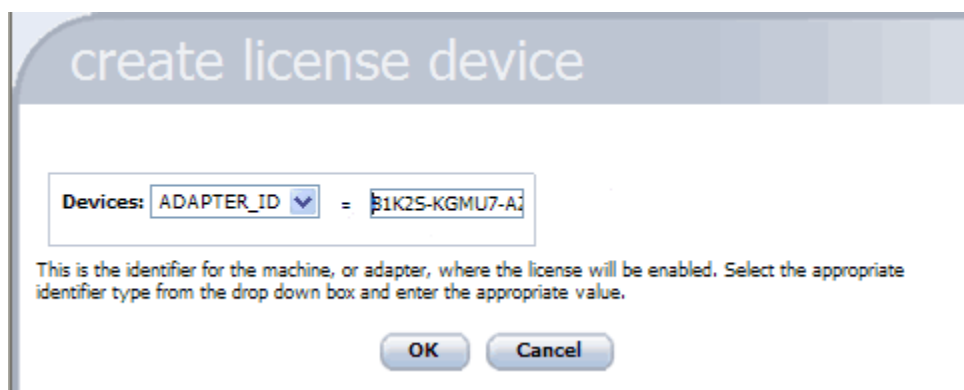 create license device
Devices: ADAPTER_ID = B1K2S-KGMU7-AZ
This is the identifier for the machine, or adapter, where the license will be enabled. Select the appropriate
identifier type from the drop down box and enter the appropriate value.
OK Cancel